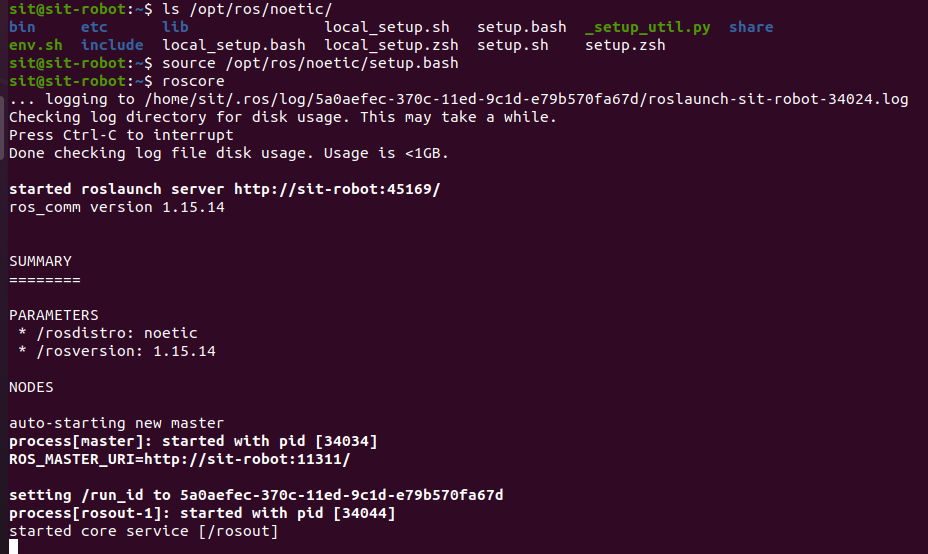 sit@sit-robot:~$ ls /opt/ros/noetic/
bin     etc      lib               local_setup.sh   setup.bash  _setup_util.py  share
env.sh  include  local_setup.bash  local_setup.zsh  setup.sh    setup.zsh
sit@sit-robot:~$ source /opt/ros/noetic/setup.bash
sit@sit-robot:~$ roscore
... logging to /home/sit/.ros/log/5a0aefec-370c-11ed-9c1d-e79b570fa67d/roslaunch-sit-robot-34024.log
Checking log directory for disk usage. This may take a while.
Press Ctrl-C to interrupt
Done checking log file disk usage. Usage is <1GB.

started roslaunch server http://sit-robot:45169/
ros_comm version 1.15.14

SUMMARY
========

PARAMETERS
 * /rosdistro: noetic
 * /rosversion: 1.15.14

NODES

auto-starting new master
process[master]: started with pid [34034]
ROS_MASTER_URI=http://sit-robot:11311/

setting /run_id to 5a0aefec-370c-11ed-9c1d-e79b570fa67d
process[rosout-1]: started with pid [34044]
started core service [/rosout]